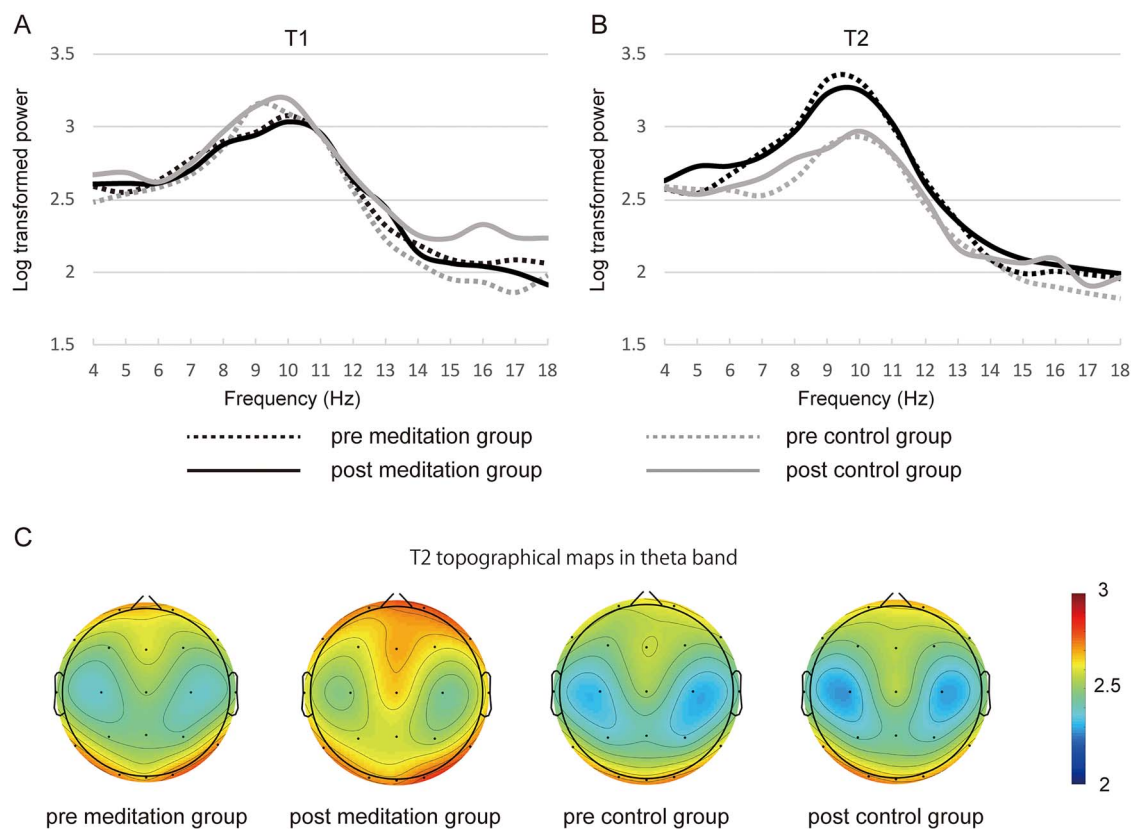 A
T1
Log transformed power
3.5
3
2.5
2
1.5
4 5 6 7 8 9 10 11 12 13 14 15 16 17 18
Frequency (Hz)
B
T2
Log transformed power
3.5
3
2.5
2
1.5
4 5 6 7 8 9 10 11 12 13 14 15 16 17 18
Frequency (Hz)
pre meditation group
pre control group
post meditation group
post control group
C
T2 topographical maps in theta band
3
2.5
2
pre meditation group
post meditation group
pre control group
post control group